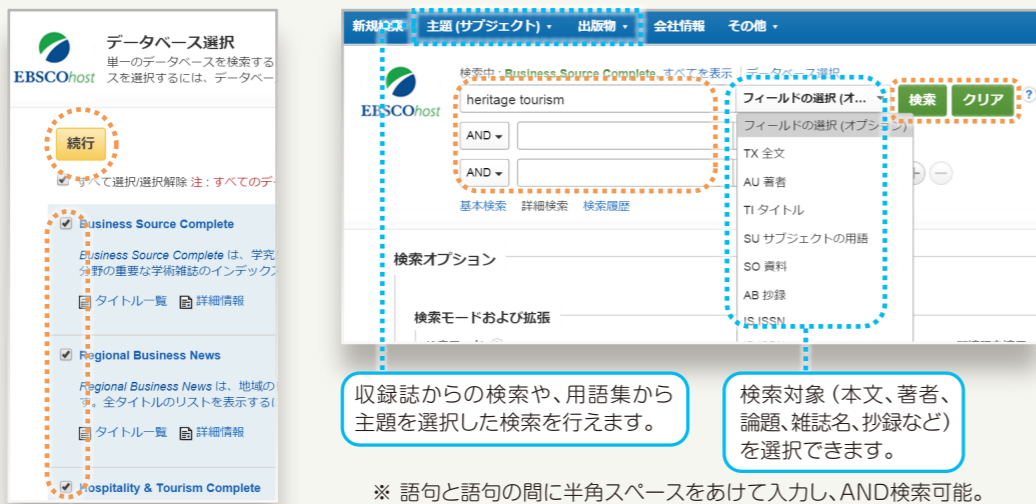 データベース選択
単一のデータベースを検索する
スを選択するには、データベー
EBSCOhost
続行
すべて選択/選択解除 注：すべてのデー
Business Source Complete
Business Source Complete は、学究
分野の重要な学術雑誌のインデックス
タイトル一覧 詳細情報
Regional Business News
Regional Business News は、地域の
す。全タイトルのリストを表示するに
タイトル一覧 詳細情報
Hospitality & Tourism Complete
新規検索 主題 (サブジェクト) 出版物 会社情報 その他
検索中: Business Source Complete すべてを表示 データベース選択
EBSCOhost
heritage tourism フィールドの選択 (オ... 検索 クリア ?
AND
AND
フィールドの選択 (オプション)
TX 全文
AU 著者
TI タイトル
SU サブジェクトの用語
SO 資料
AB 抄録
IS ISSN
基本検索 詳細検索 検索履歴
検索オプション
検索モードおよび拡張
収録誌からの検索や、用語集から
主題を選択した検索を行えます。
検索対象（本文、著者、
論題、雑誌名、抄録など）
を選択できます。
※ 語句と語句の間に半角スペースをあけて入力し、AND検索可能。